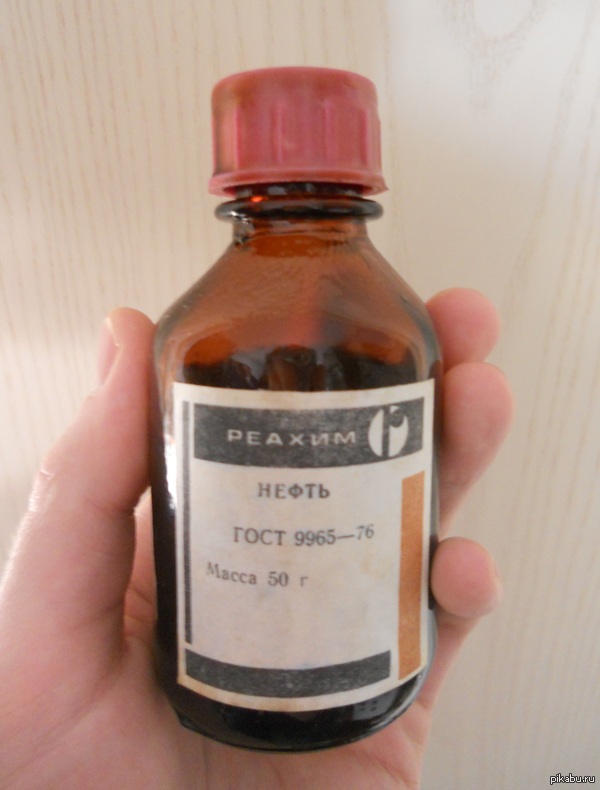 РЕАХИМ
НЕФТЬ
ГОСТ 9965—76
Масса 50 г
pikabu.ru